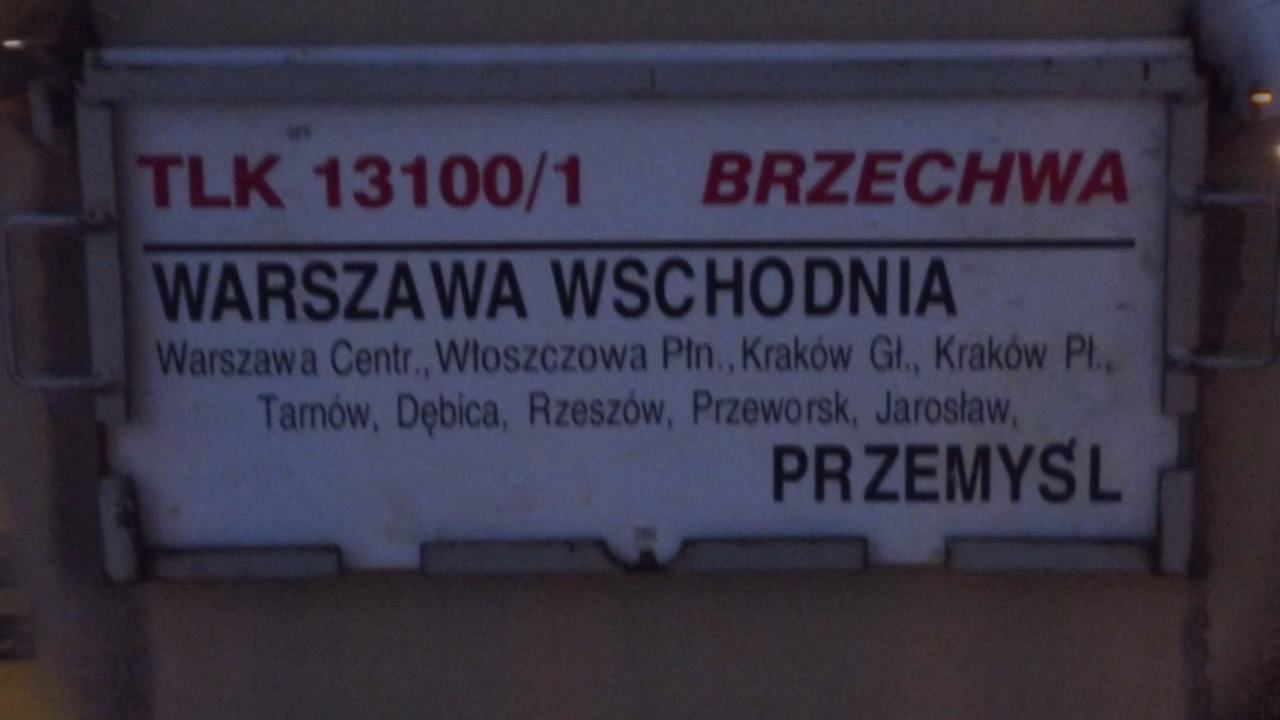 TLK 13100/1 BRZECHWA
WARSZAWA WSCHODNIA
Warszawa Centr., Włoszczowa Płn., Kraków Gł., Kraków Pł.,
Tarnów, Dębica, Rzeszów, Przeworsk, Jarosław,
PRZEMYŚL